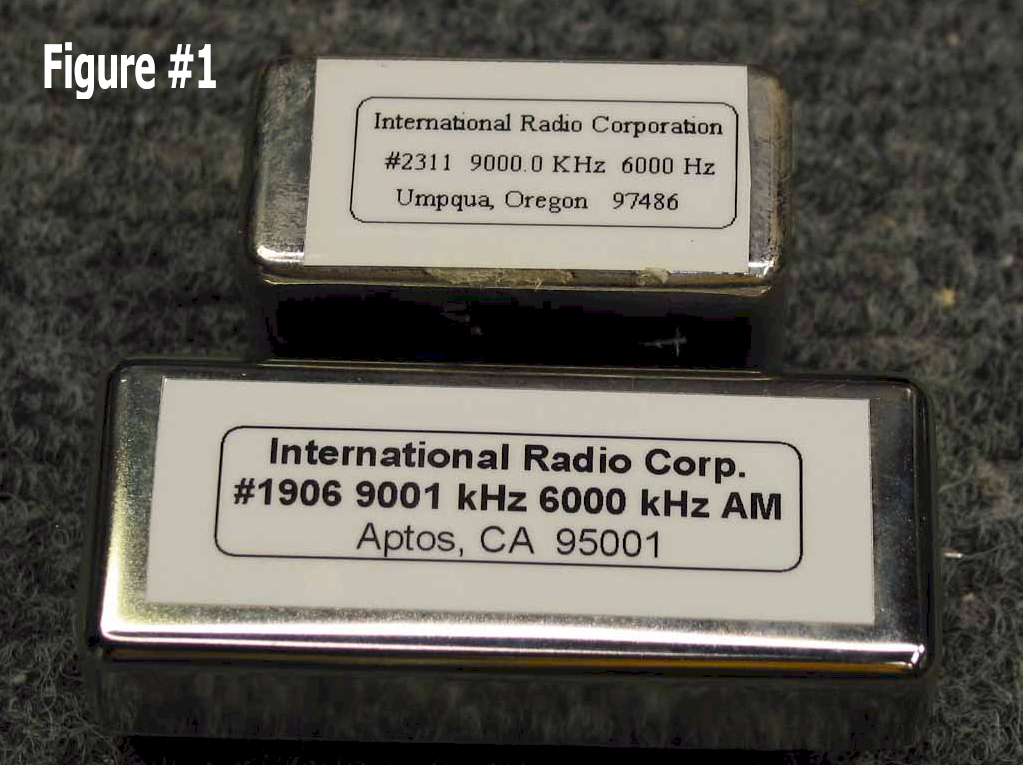 Figure #1
International Radio Corporation
#2311 9000.0 KHz 6000 Hz
Umpqua, Oregon 97486
International Radio Corp.
#1906 9001 kHz 6000 kHz AM
Aptos, CA 95001